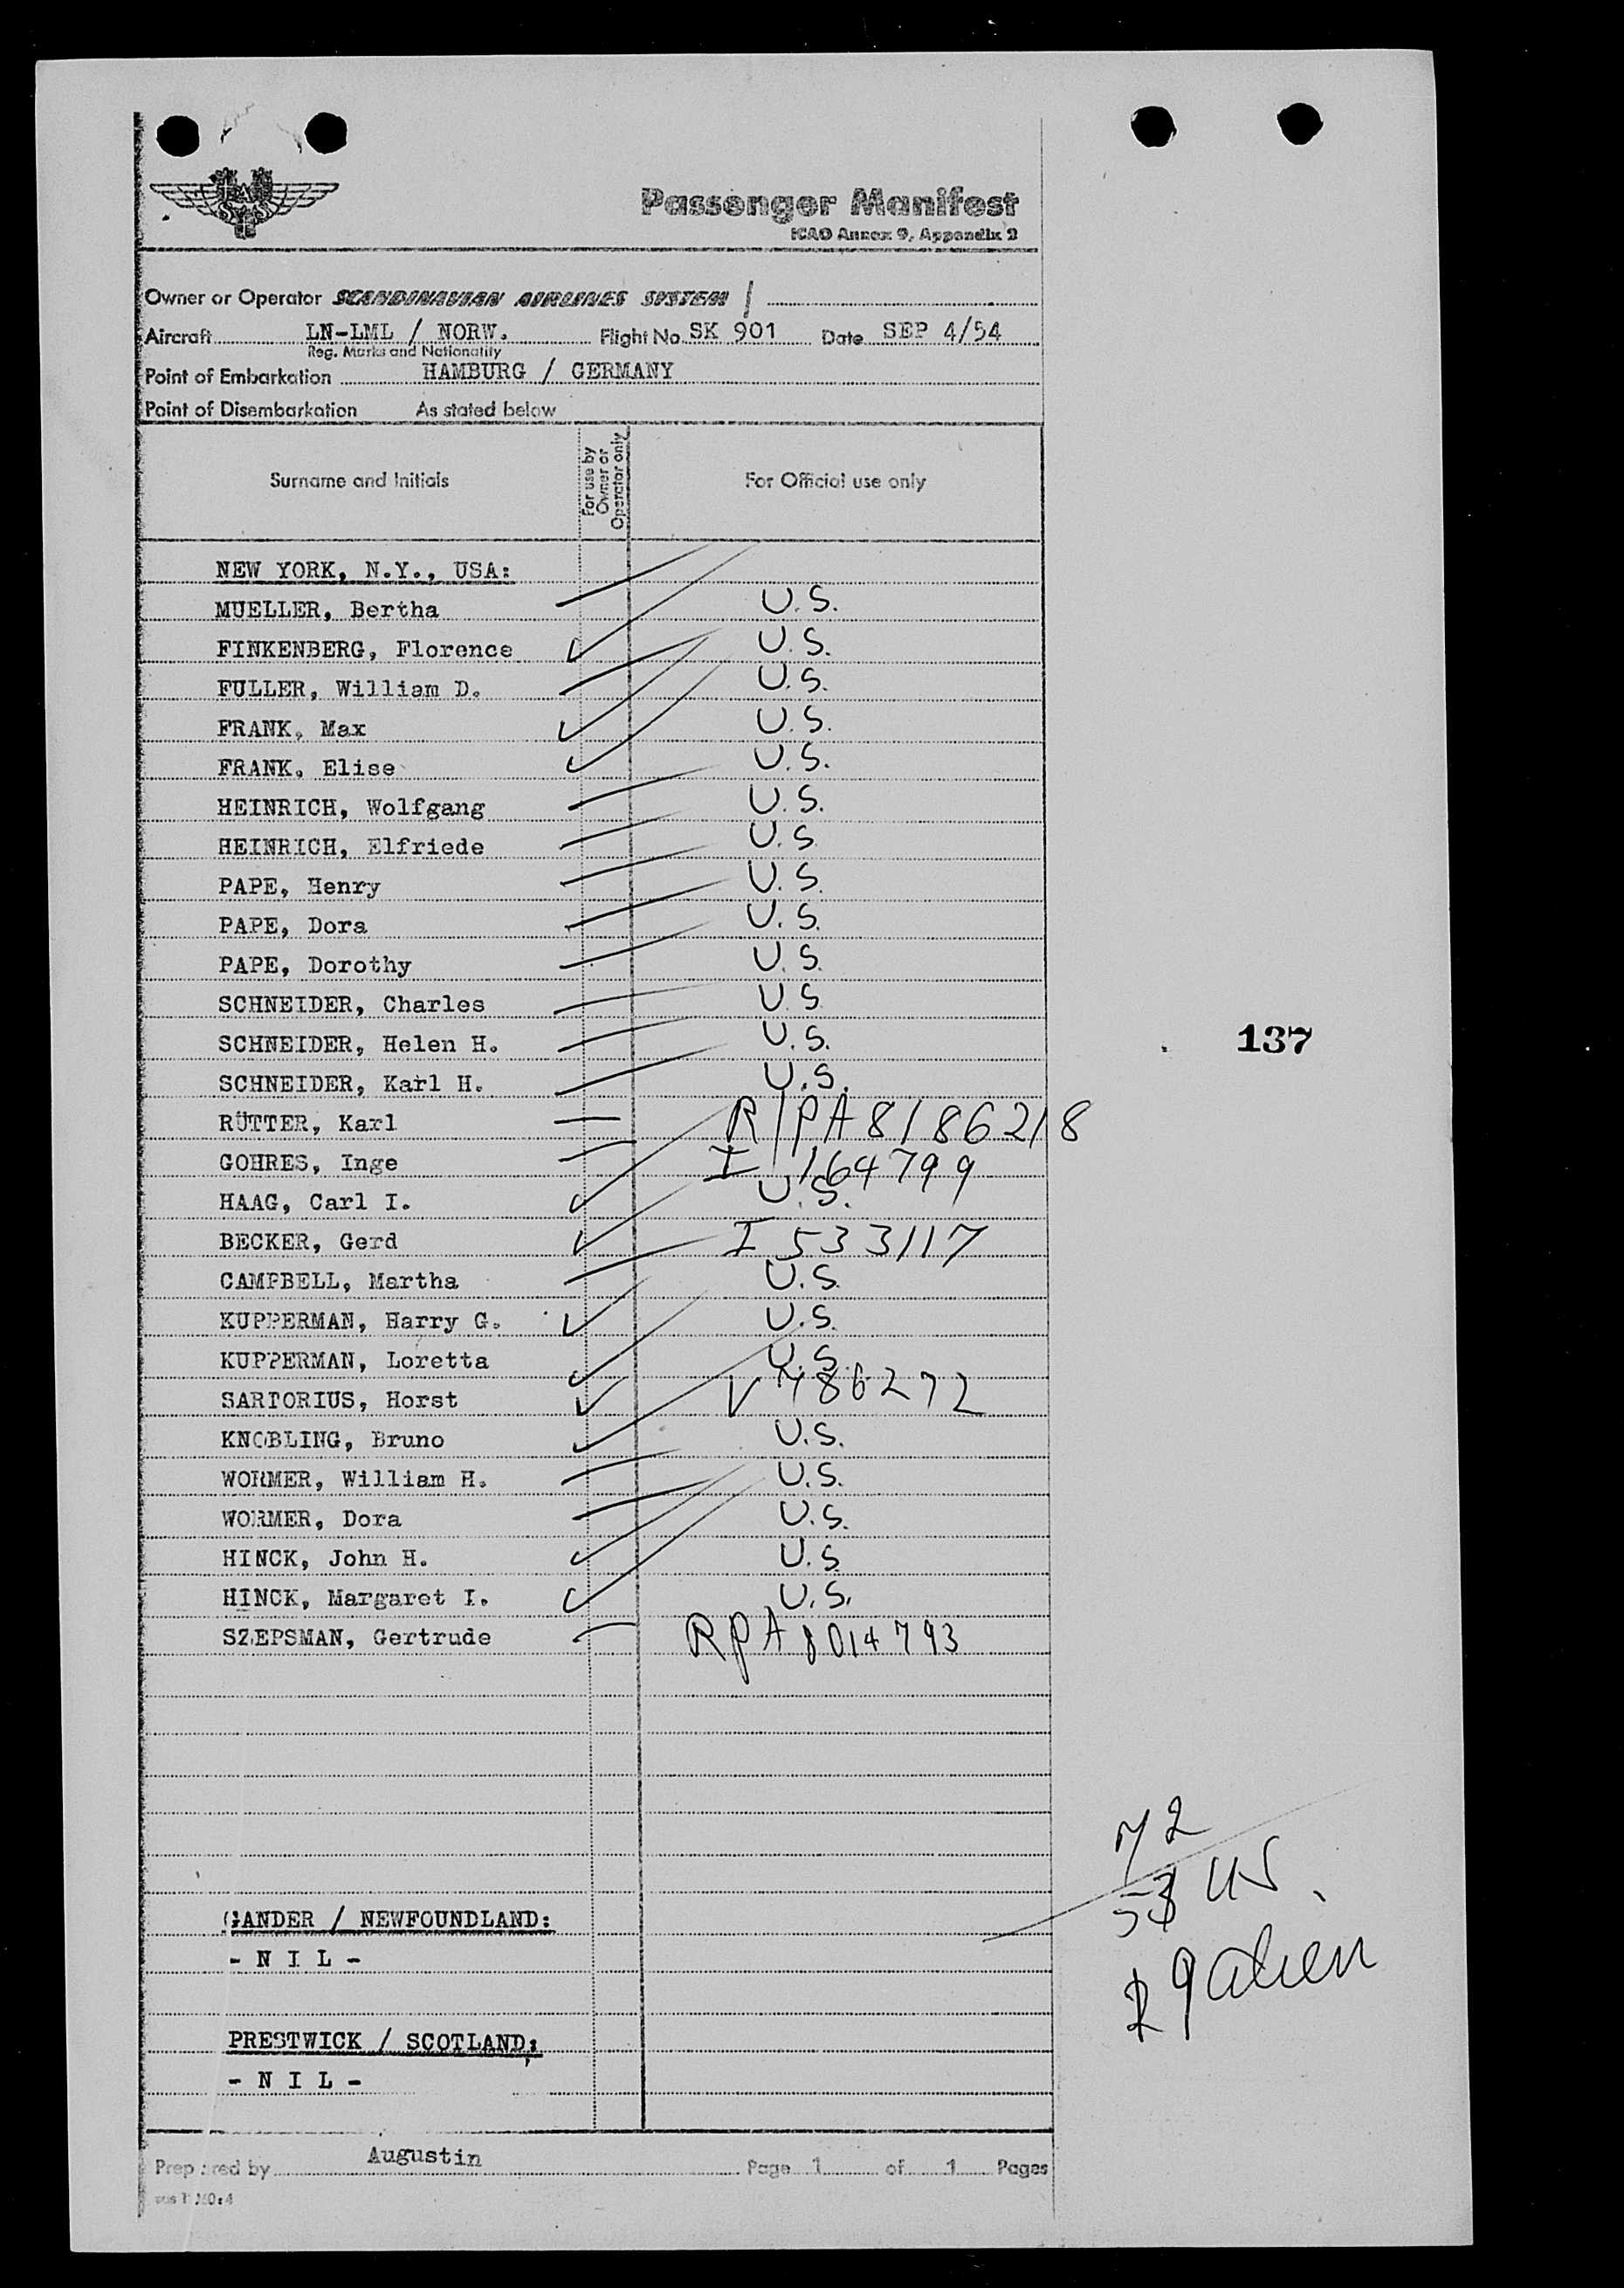 SAS
Passenger Manifest
ICAO Annex 9, Appendix 2
Owner or Operator SCANDINAVIAN AIRLINES SYSTEM /
Aircraft LN-LML / NORW. Flight No. SK 901 Date SEP 4/54
Reg. Marks and Nationality
Point of Embarkation HAMBURG / GERMANY
Point of Disembarkation As stated below
Surname and Initials For use by Owner or Operator only For Official use only
NEW YORK, N.Y., USA:
MUELLER, Bertha U.S.
FINKENBERG, Florence U.S.
FULLER, William D. U.S.
FRANK, Max U.S.
FRANK, Elise U.S.
HEINRICH, Wolfgang U.S.
HEINRICH, Elfriede U.S
PAPE, Henry U.S.
PAPE, Dora U.S.
PAPE, Dorothy U.S.
SCHNEIDER, Charles U.S
SCHNEIDER, Helen H. U.S.
137
SCHNEIDER, Karl H. U.S.
RÜTTER, Karl R/PA 8186218
GOHRES, Inge I 164799
HAAG, Carl I. U.S.
BECKER, Gerd I 533117
CAMPBELL, Martha U.S.
KUPPERMAN, Harry G. U.S.
KUPPERMAN, Loretta U.S.
SARTORIUS, Horst V 786272
KNOBLING, Bruno U.S.
WORMER, William H. U.S.
WORMER, Dora U.S.
HINCK, John H. U.S
HINCK, Margaret I. U.S.
SZEPSMAN, Gertrude RPA 8014793
72
GANDER / NEWFOUNDLAND:
- N I L -
alien
PRESTWICK / SCOTLAND:
- N I L -
Prepared by Augustin Page 1 of 1 Pages